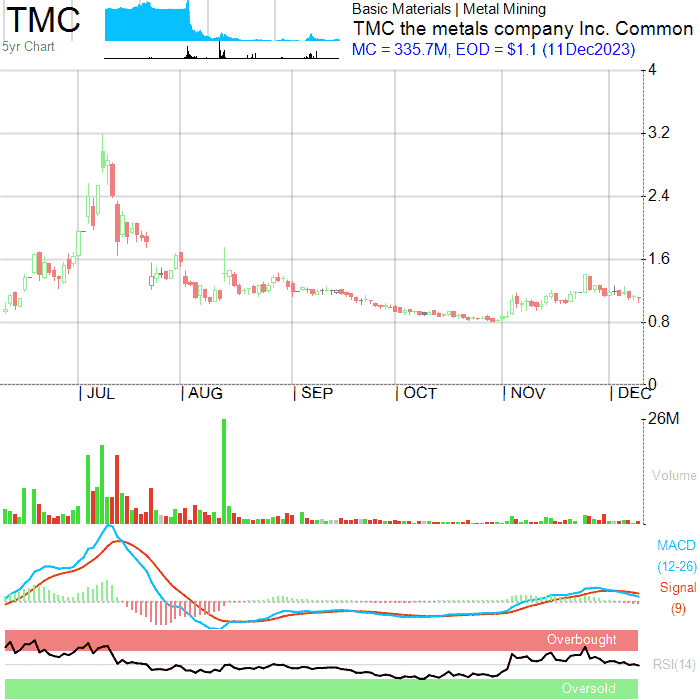 TMC
5yr Chart
Basic Materials | Metal Mining
TMC the metals company Inc. Common
MC = 335.7M, EOD = $1.1 (11Dec2023)
4
3.2
2.4
1.6
0.8
0
JUL AUG SEP OCT NOV DEC
26M
Volume
MACD
(12-26)
Signal
(9)
Overbought
RSI(14)
Oversold